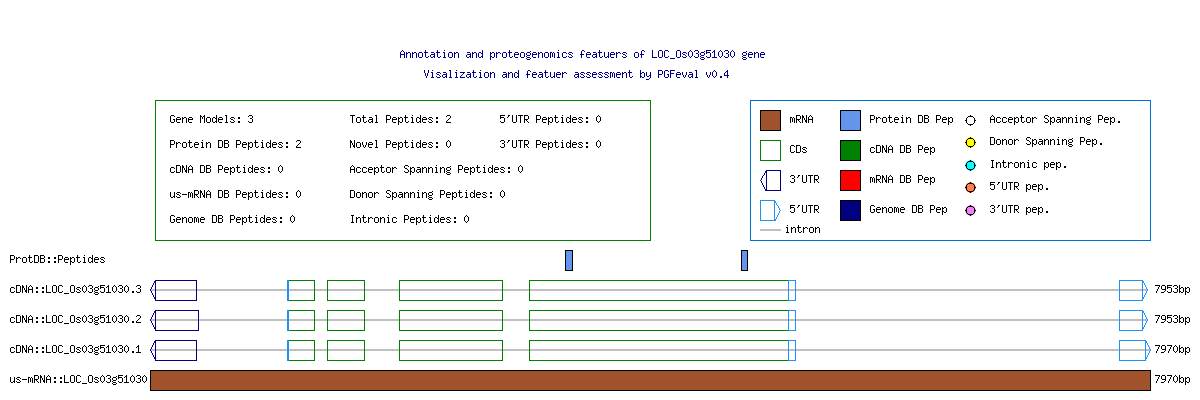 Annotation and proteogenomics featuers of LOC_Os03g51030 gene
Visalization and featuer assessment by PGFeval v0.4
Gene Models: 3 Total Peptides: 2 5'UTR Peptides: 0
Protein DB Peptides: 2 Novel Peptides: 0 3'UTR Peptides: 0
cDNA DB Peptides: 0 Acceptor Spanning Peptides: 0
us-mRNA DB Peptides: 0 Donor Spanning Peptides: 0
Genome DB Peptides: 0 Intronic Peptides: 0
mRNA Protein DB Pep Acceptor Spanning Pep.
CDs cDNA DB Pep Donor Spanning Pep.
3'UTR mRNA DB Pep Intronic pep.
5'UTR Genome DB Pep 5'UTR pep.
intron 3'UTR pep.
ProtDB::Peptides
cDNA::LOC_Os03g51030.3 7953bp
cDNA::LOC_Os03g51030.2 7953bp
cDNA::LOC_Os03g51030.1 7970bp
us-mRNA::LOC_Os03g51030 7970bp